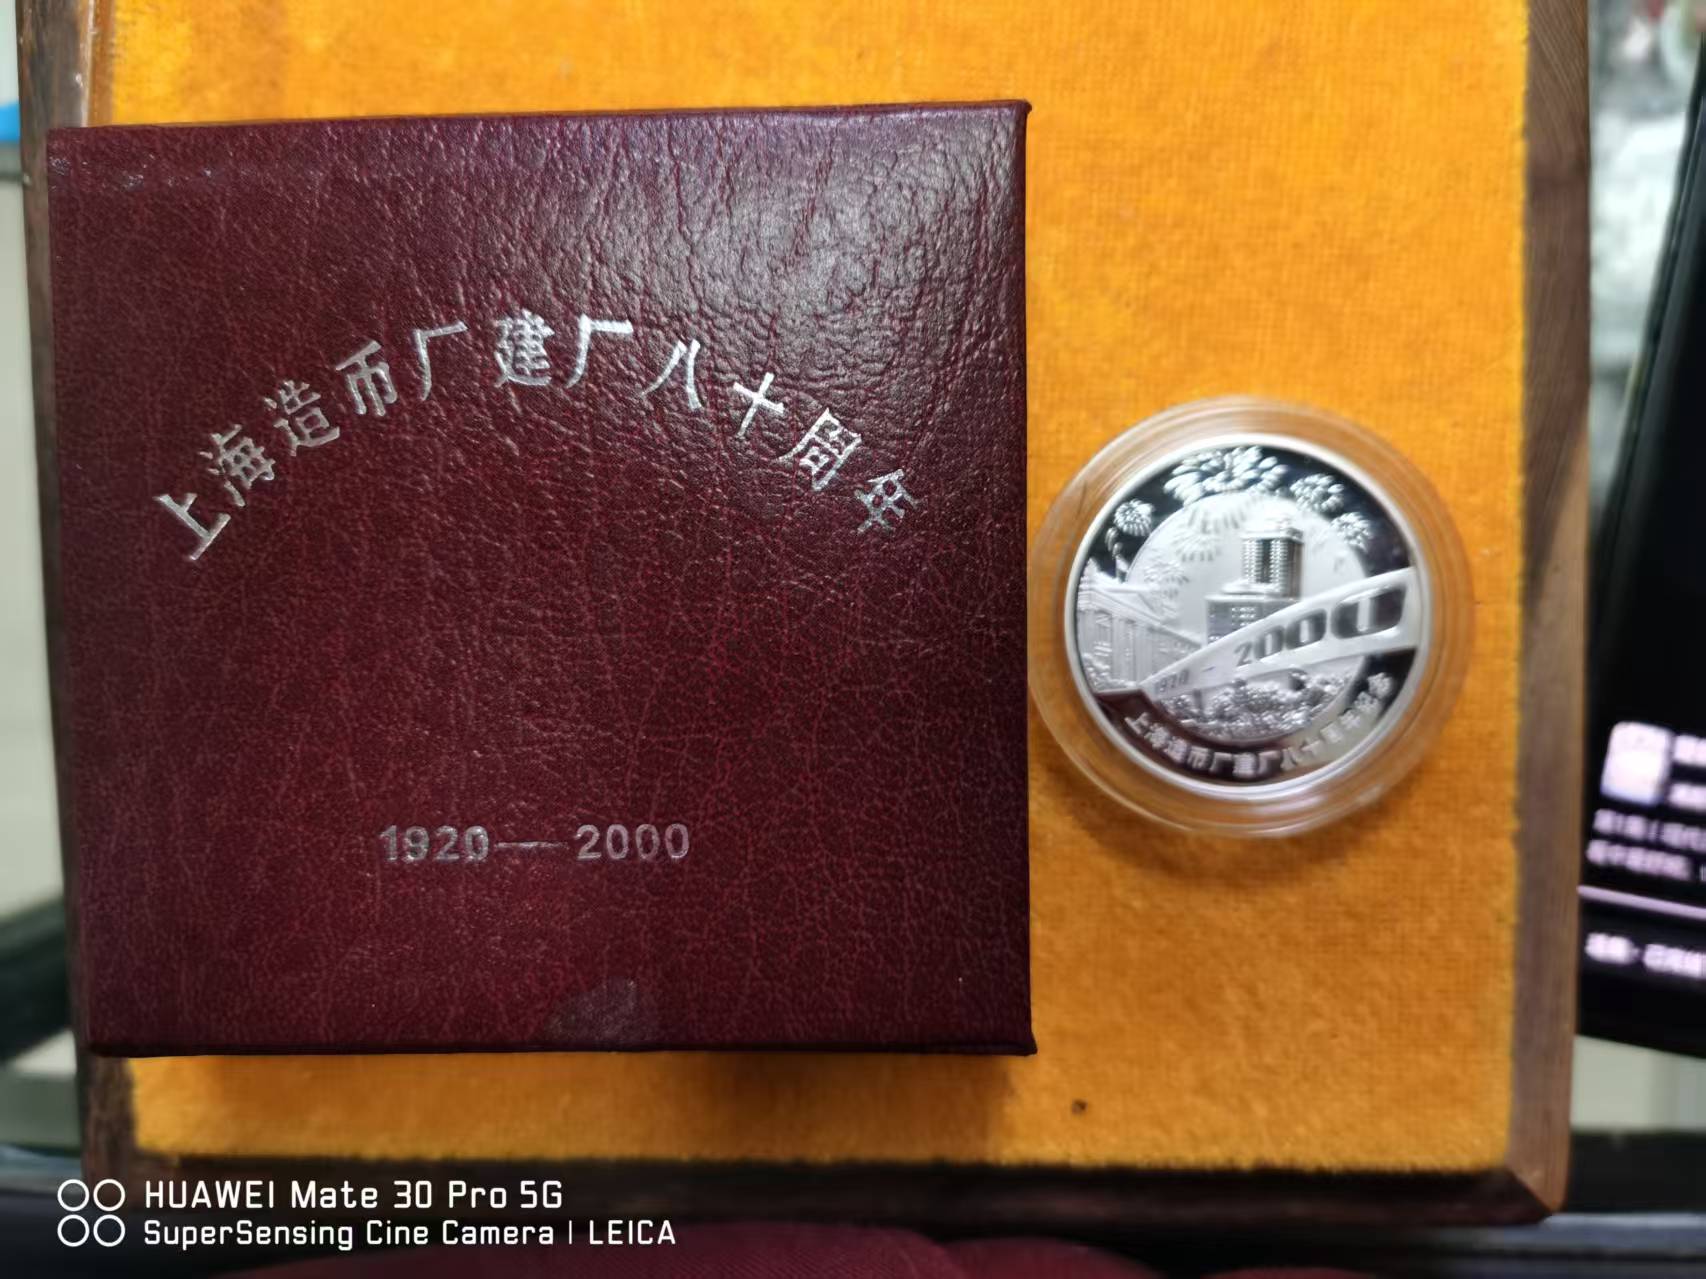 上海造币厂建厂八十周年
1920—2000
2000
1920
上海造币厂建厂八十周年纪念
HUAWEI Mate 30 Pro 5G
SuperSensing Cine Camera | LEICA